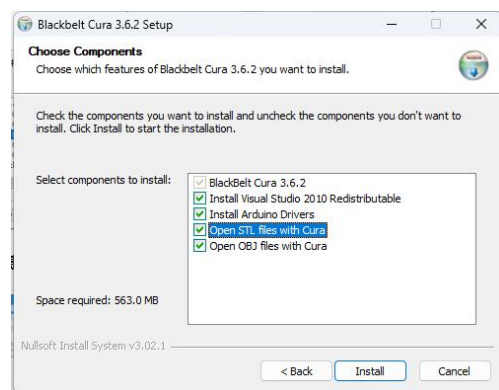 Blackbelt Cura 3.6.2 Setup
Choose Components
Choose which features of Blackbelt Cura 3.6.2 you want to install.
Check the components you want to install and uncheck the components you don't want to
install. Click Install to start the installation.
Select components to install:
BlackBelt Cura 3.6.2
Install Visual Studio 2010 Redistributable
Install Arduino Drivers
Open STL files with Cura
Open OBJ files with Cura
Space required: 563.0 MB
Nullsoft Install System v3.02.1
< Back
Install
Cancel